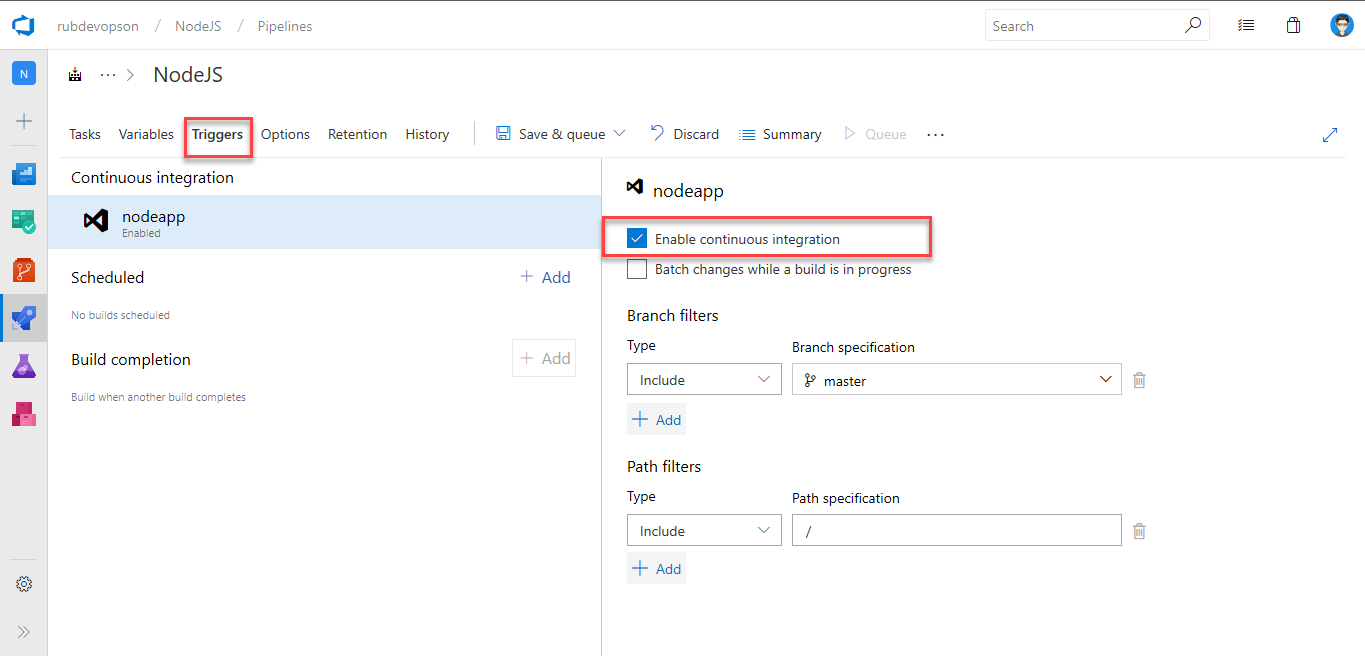 rubdevopson / NodeJS / Pipelines
Search
N
... > NodeJS
Tasks Variables Triggers Options Retention History Save & queue Discard Summary Queue ...
Continuous integration
nodeapp
Enabled
Scheduled
+ Add
No builds scheduled
Build completion
+ Add
Build when another build completes
nodeapp
Enable continuous integration
Batch changes while a build is in progress
Branch filters
Type Branch specification
Include master
+ Add
Path filters
Type Path specification
Include /
+ Add